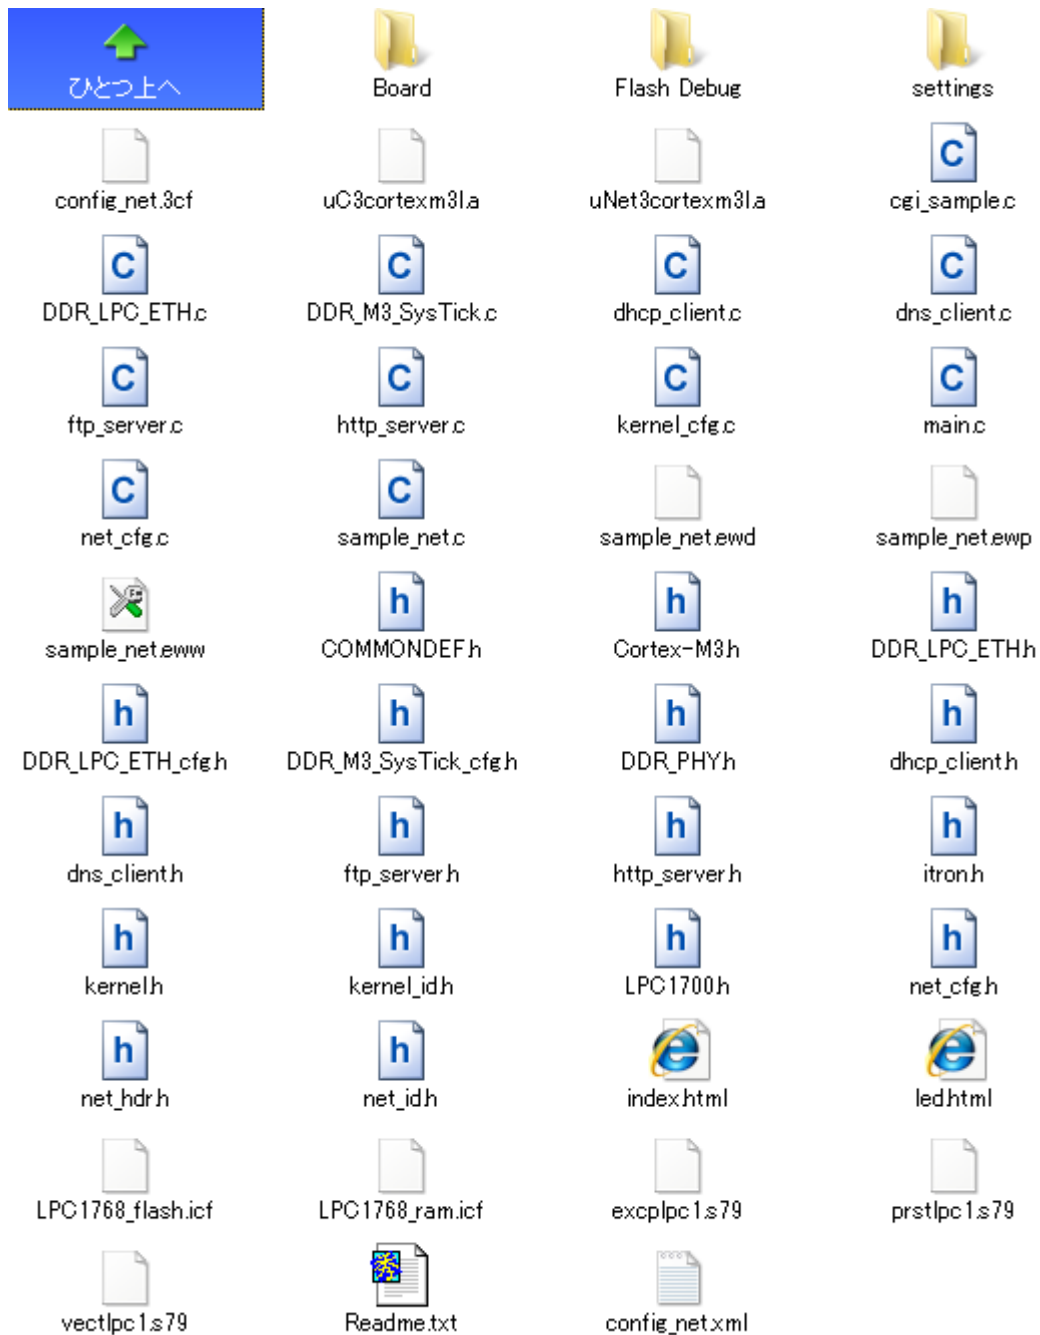 ひとつ上へ
Board
Flash Debug
settings
config_net.3cf
uC3cortexm3l.a
uNet3cortexm3l.a
cgi_sample.c
DDR_LPC_ETH.c
DDR_M3_SysTick.c
dhcp_client.c
dns_client.c
ftp_server.c
http_server.c
kernel_cfg.c
main.c
net_cfg.c
sample_net.c
sample_net.ewd
sample_net.ewp
sample_net.eww
COMMONDEF.h
Cortex-M3.h
DDR_LPC_ETH.h
DDR_LPC_ETH_cfg.h
DDR_M3_SysTick_cfg.h
DDR_PHY.h
dhcp_client.h
dns_client.h
ftp_server.h
http_server.h
itron.h
kernel.h
kernel_id.h
LPC1700.h
net_cfg.h
net_hdr.h
net_id.h
index.html
led.html
LPC1768_flash.icf
LPC1768_ram.icf
excplpc1.s79
prstlpc1.s79
vectlpc1.s79
Readme.txt
config_net.xml